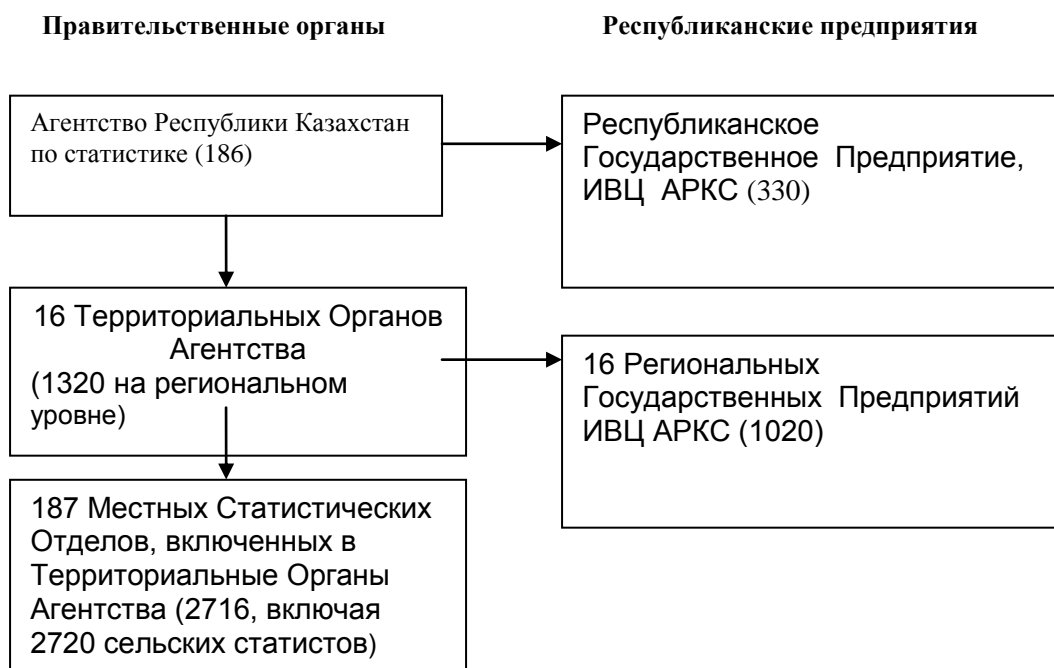 Правительственные органы
Республиканские предприятия
Агентство Республики Казахстан
по статистике (186)
Республиканское
Государственное Предприятие,
ИВЦ АРКС (330)
16 Территориальных Органов
Агентства
(1320 на региональном
уровне)
16 Региональных
Государственных Предприятий
ИВЦ АРКС (1020)
187 Местных Статистических
Отделов, включенных в
Территориальные Органы
Агентства (2716, включая
2720 сельских статистов)